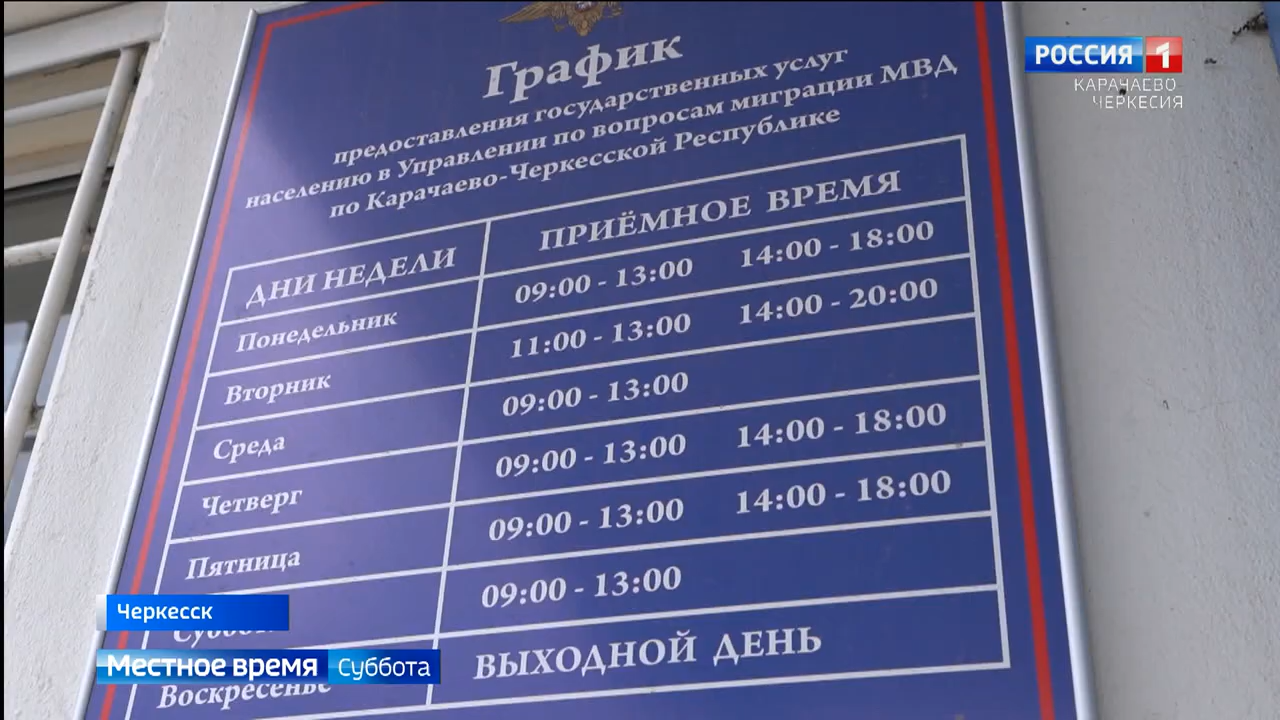 График
предоставления государственных услуг
населению в Управлении по вопросам миграции МВД
по Карачаево-Черкесской Республике
ДНИ НЕДЕЛИ ПРИЁМНОЕ ВРЕМЯ
Понедельник 09:00 - 13:00 14:00 - 18:00
Вторник 11:00 - 13:00 14:00 - 20:00
Среда 09:00 - 13:00
Четверг 09:00 - 13:00 14:00 - 18:00
Пятница 09:00 - 13:00 14:00 - 18:00
Суббота 09:00 - 13:00
Воскресенье ВЫХОДНОЙ ДЕНЬ
РОССИЯ 1
КАРАЧАЕВО
ЧЕРКЕСИЯ
Черкесск
Местное время Суббота